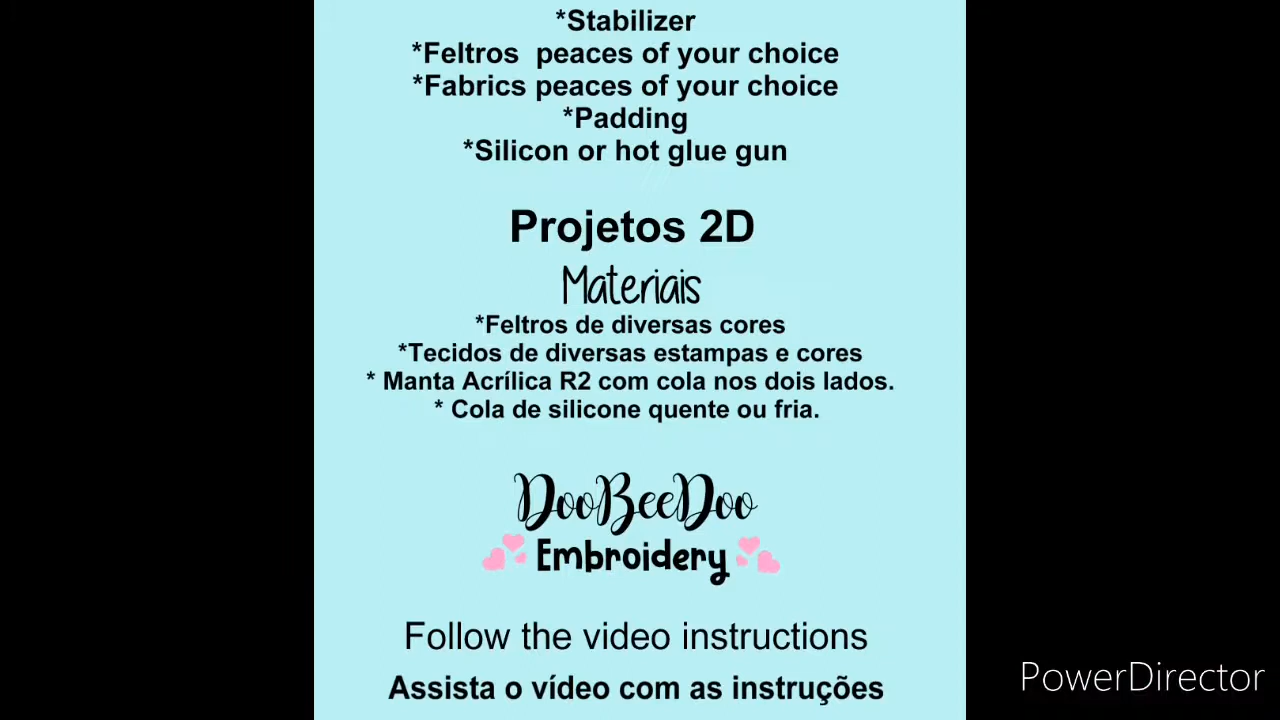 *Stabilizer
*Feltros  peaces of your choice
*Fabrics peaces of your choice
*Padding
*Silicon or hot glue gun
Projetos 2D
Materiais
*Feltros de diversas cores
*Tecidos de diversas estampas e cores
* Manta Acrílica R2 com cola nos dois lados.
* Cola de silicone quente ou fria.
DooBeeDoo
Embroidery
Follow the video instructions
Assista o vídeo com as instruções
PowerDirector